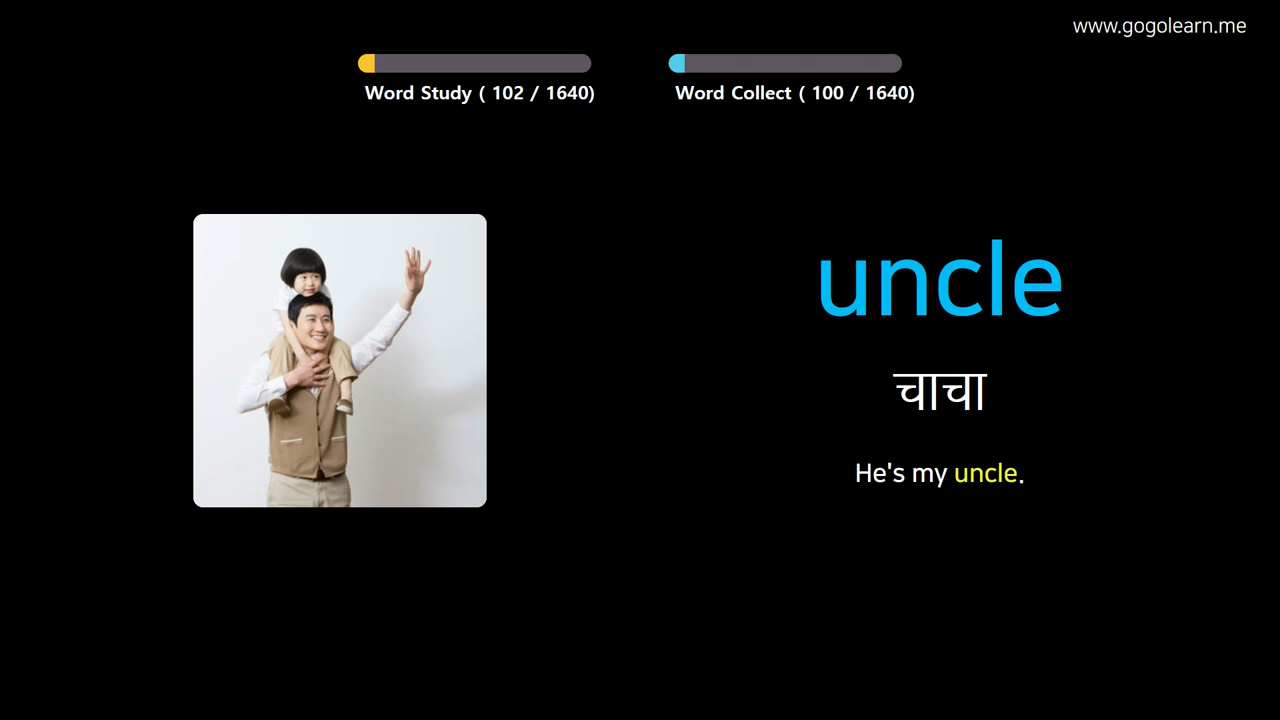 www.gogolearn.me
Word Study ( 102 / 1640)
Word Collect ( 100 / 1640)
uncle
चाचा
He's my uncle.